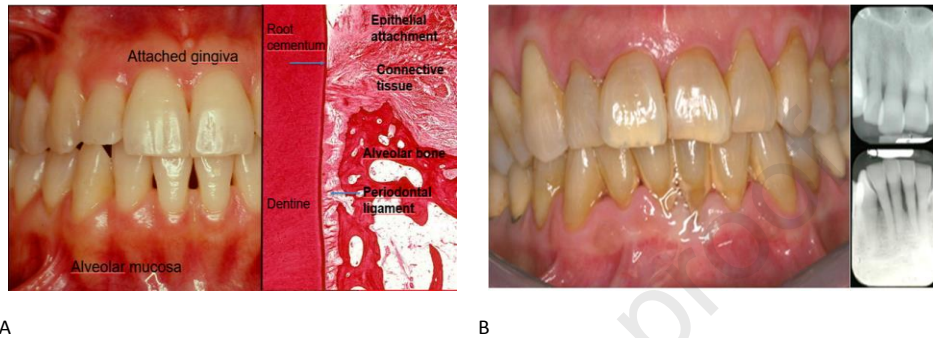 Attached gingiva
Alveolar mucosa
Root
cementum
Dentine
Epithelial
attachment
Connective
tissue
Alveolar bone
Periodontal
ligament
A
B